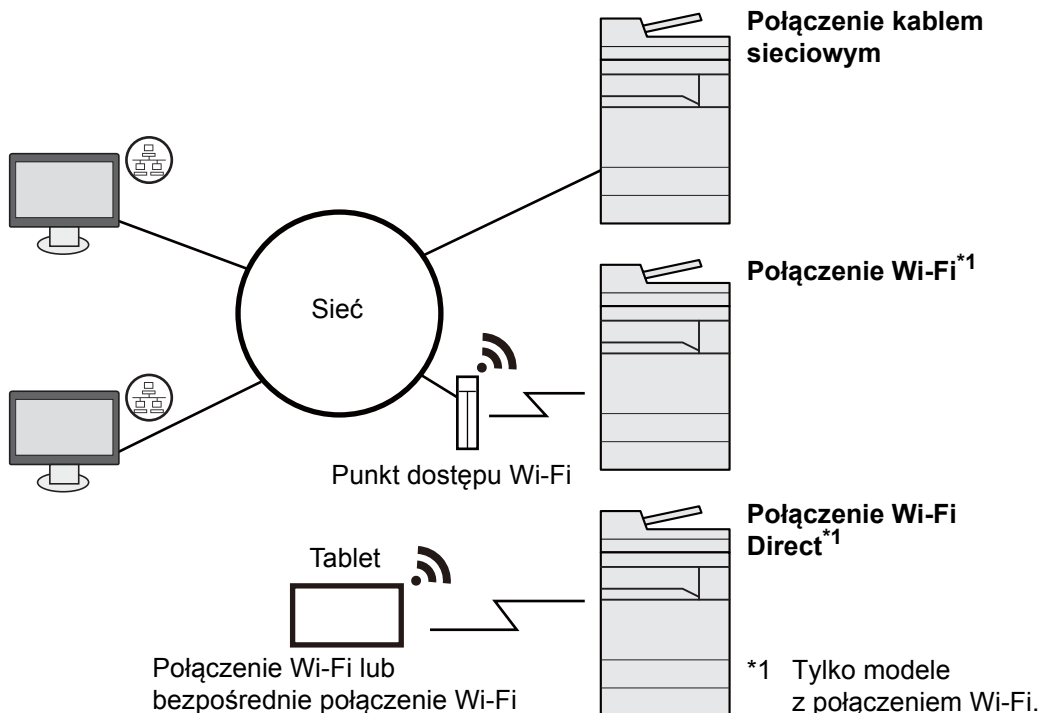 Połączenie kablem
sieciowym
Sieć
Połączenie Wi-Fi*1
Punkt dostępu Wi-Fi
Połączenie Wi-Fi
Direct*1
Tablet
Połączenie Wi-Fi lub
bezpośrednie połączenie Wi-Fi
*1 Tylko modele
z połączeniem Wi-Fi.